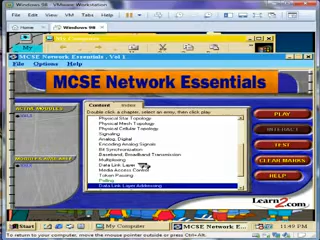 Windows 98 - VMware Workstation
File Edit View VM Tabs Help
Home
Windows 98
My Computer
MCSE Network Essentials - Vol 1
File Options Help
MCSE Network Essentials
Content
Index
Double click a chapter, select an entry, then click play.
Physical Star Topology
Physical Mesh Topology
Physical Cellular Topology
Signaling
Analog, Digital
Encoding Analog Signals
Bit Synchronization
Baseband, Broadband Transmission
Multiplexing
Data Link Layer
Media Access Control
Token Passing
Polling
Data Link Layer Addressing
PLAY
INTERACT
TEST
CLEAR MARKS
HELP
Learn2.com
Start
My Computer
MCSE Network E...
11:49 PM
To return to your computer, move the mouse pointer outside or press Ctrl+Alt.